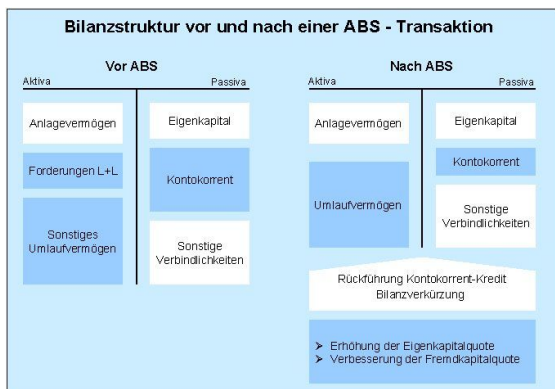 Bilanzstruktur vor und nach einer ABS - Transaktion
Vor ABS
Aktiva
Passiva
Anlagevermögen
Forderungen L+L
Sonstiges
Umlaufvermögen
Eigenkapital
Kontokorrent
Sonstige
Verbindlichkeiten
Nach ABS
Aktiva
Passiva
Anlagevermögen
Umlaufvermögen
Eigenkapital
Kontokorrent
Sonstige
Verbindlichkeiten
Rückführung Kontokorrent-Kredit
Bilanzverkürzung
➢ Erhöhung der Eigenkapitalquote
➢ Verbesserung der Fremdkapitalquote